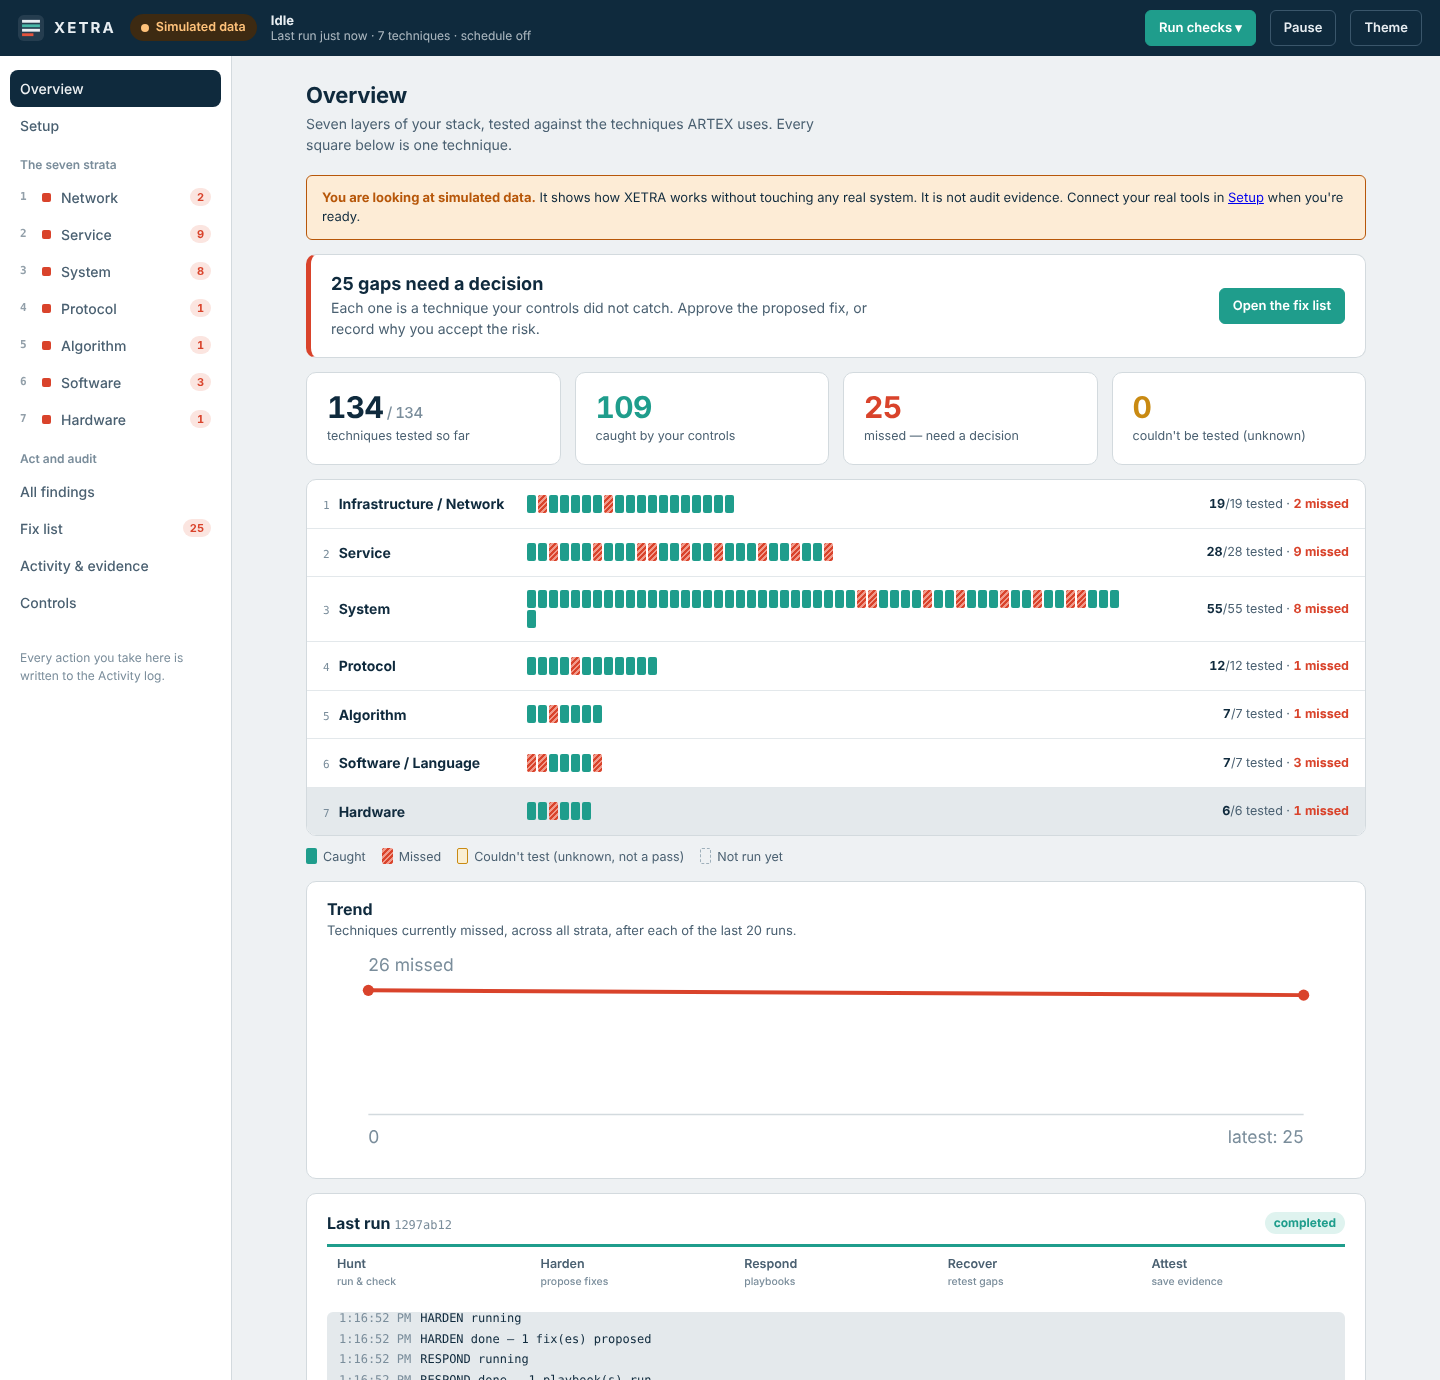 XETRA
Simulated data
Idle
Last run just now · 7 techniques · schedule off
Run checks ▾
Pause
Theme
Overview
Setup
The seven strata
1 Network 2
2 Service 9
3 System 8
4 Protocol 1
5 Algorithm 1
6 Software 3
7 Hardware 1
Act and audit
All findings
Fix list 25
Activity & evidence
Controls
Every action you take here is
written to the Activity log.
Overview
Seven layers of your stack, tested against the techniques ARTEX uses. Every
square below is one technique.
You are looking at simulated data. It shows how XETRA works without touching any real system. It is not audit evidence. Connect your real tools in Setup when you're
ready.
25 gaps need a decision
Each one is a technique your controls did not catch. Approve the proposed fix, or
record why you accept the risk.
Open the fix list
134 / 134
techniques tested so far
109
caught by your controls
25
missed — need a decision
0
couldn't be tested (unknown)
1 Infrastructure / Network 19/19 tested · 2 missed
2 Service 28/28 tested · 9 missed
3 System 55/55 tested · 8 missed
4 Protocol 12/12 tested · 1 missed
5 Algorithm 7/7 tested · 1 missed
6 Software / Language 7/7 tested · 3 missed
7 Hardware 6/6 tested · 1 missed
Caught Missed Couldn't test (unknown, not a pass) Not run yet
Trend
Techniques currently missed, across all strata, after each of the last 20 runs.
26 missed
0 latest: 25
Last run 1297ab12 completed
Hunt Harden Respond Recover Attest
run & check propose fixes playbooks retest gaps save evidence
1:16:52 PM HARDEN running
1:16:52 PM HARDEN done — 1 fix(es) proposed
1:16:52 PM RESPOND running
1:16:52 PM RESPOND done — 1 playbook(s) run